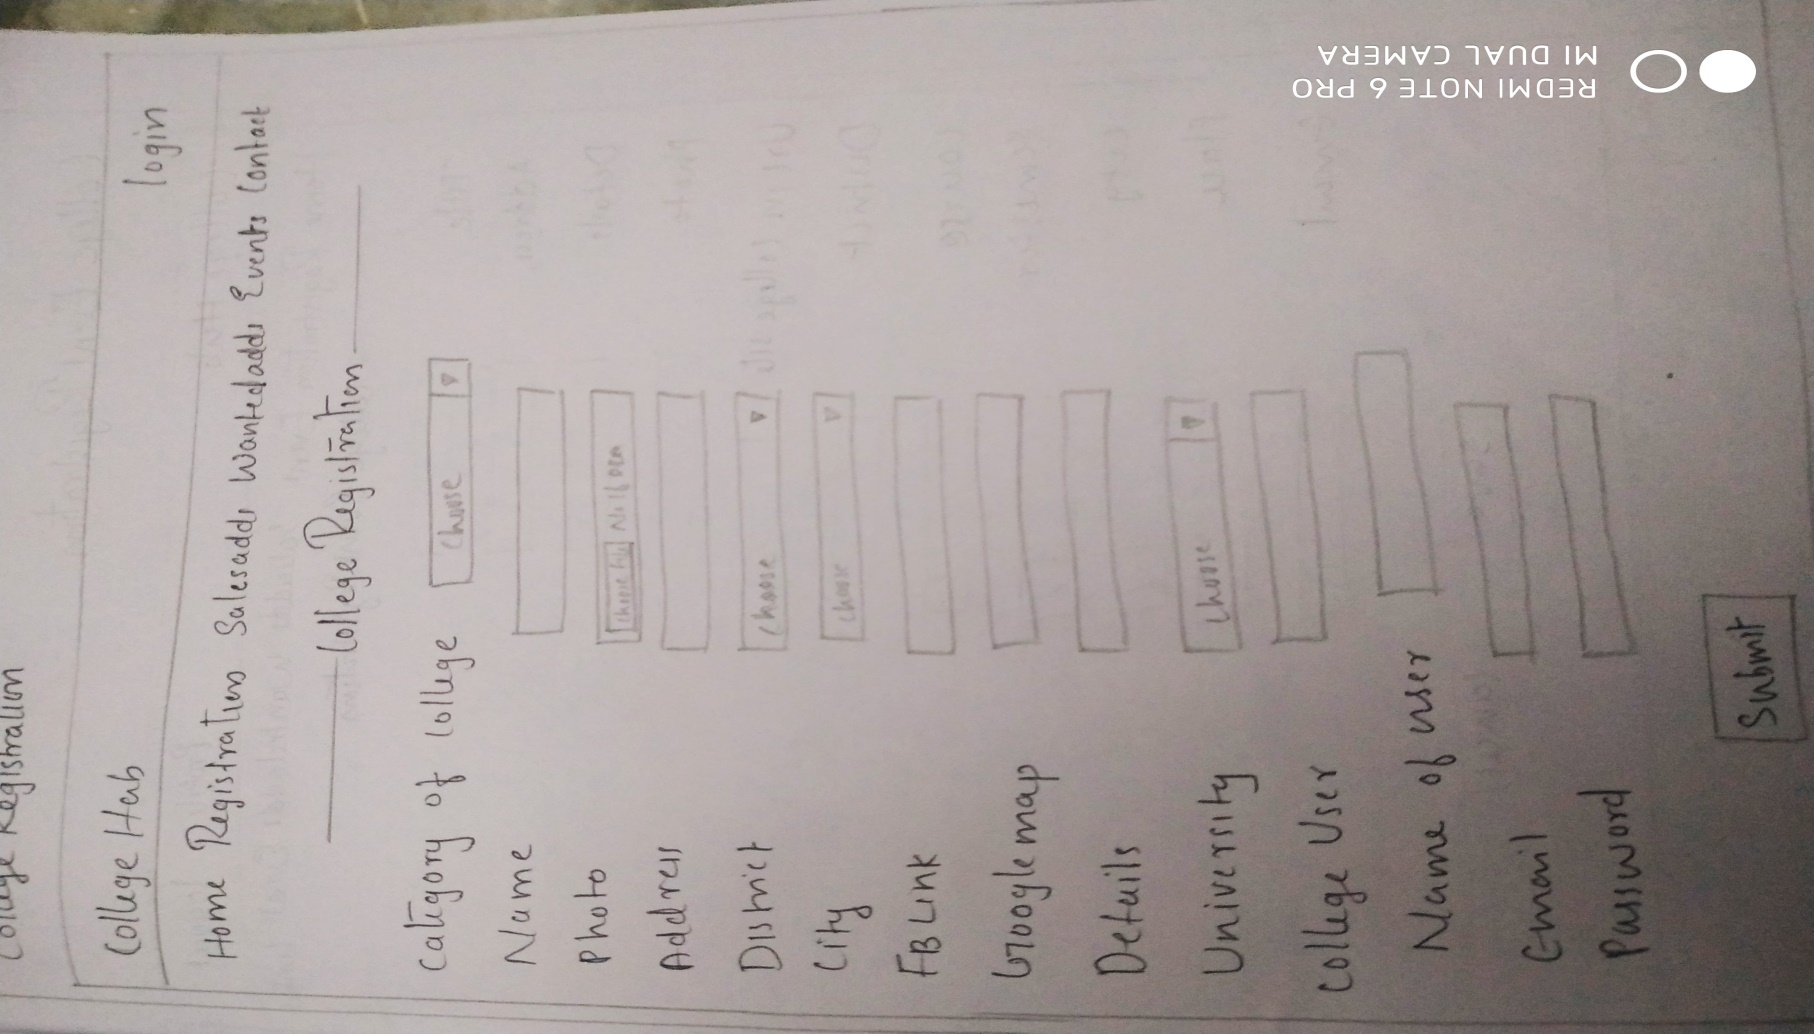 College Registration
College Hub login
Home Registration Salesadds Wantedadds Events Contact
College Registration
Category of College Choose
Name
Photo Choose file
Address
District Choose
City Choose
FB Link
Google map
Details
University Choose
College User
Name of user
Email
Password
Submit
REDMI NOTE 6 PRO
MI DUAL CAMERA